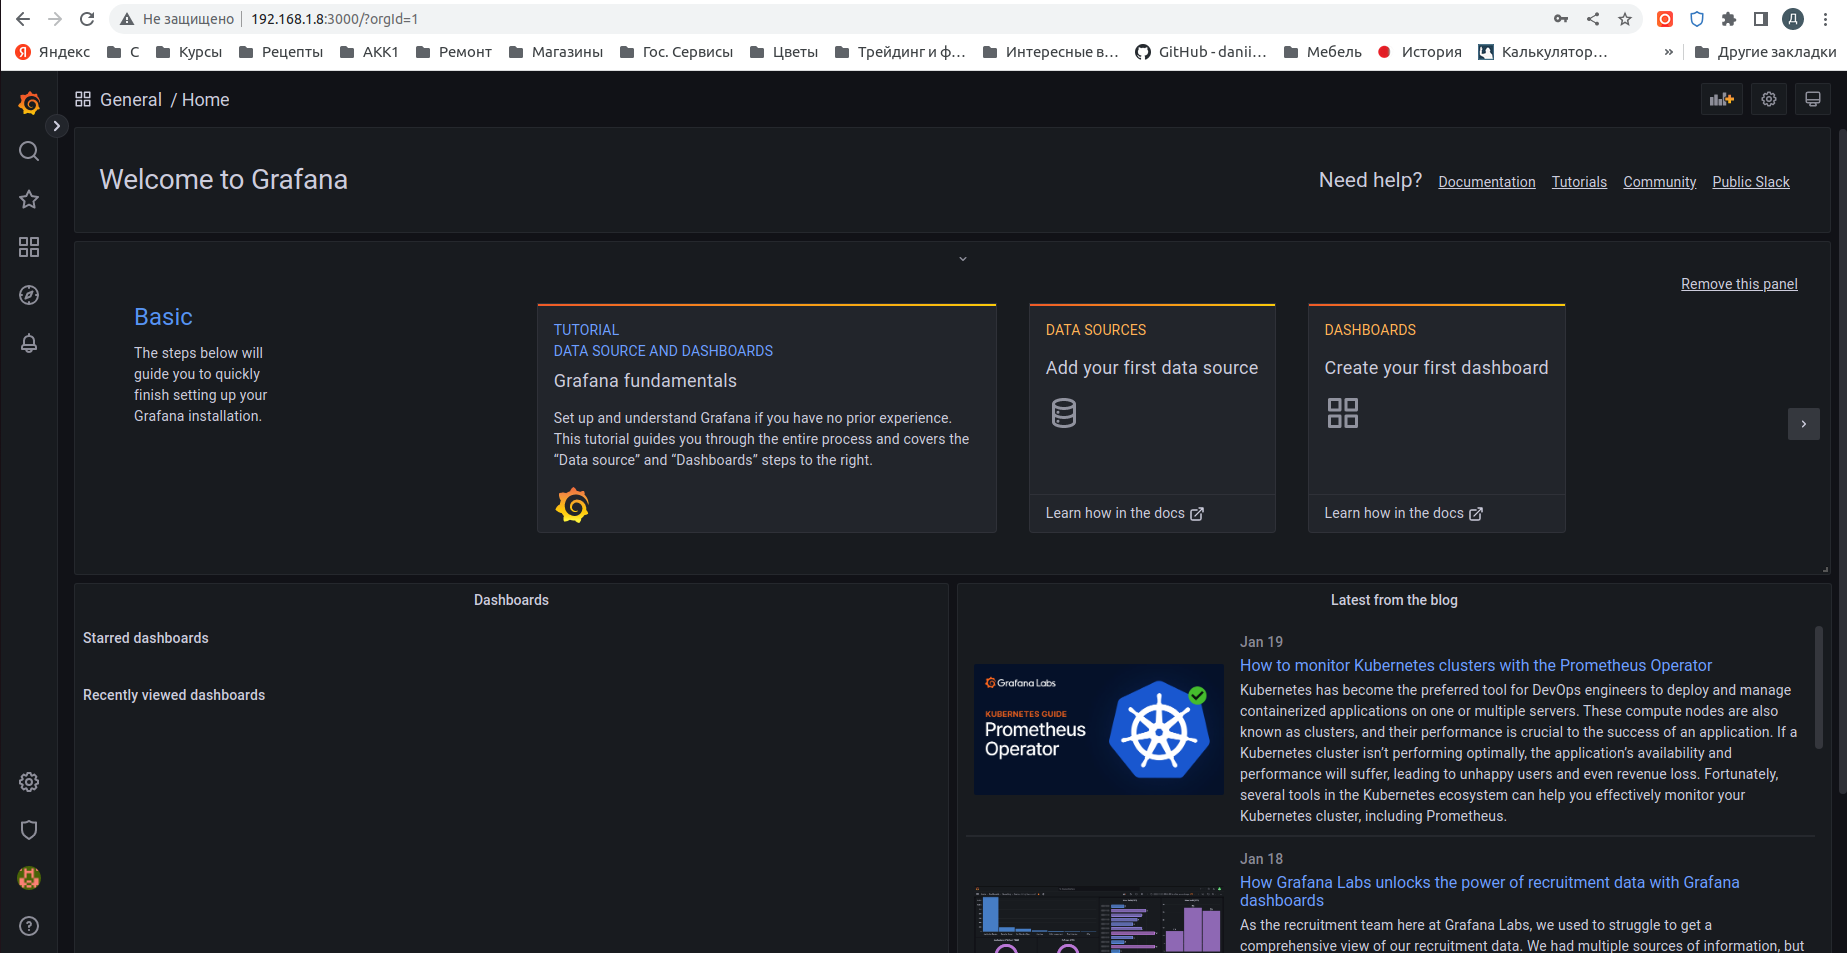 Не защищено
192.168.1.8:3000/?orgId=1
Д
Яндекс
С
Курсы
Рецепты
АКК1
Ремонт
Магазины
Гос. Сервисы
Цветы
Трейдинг и ф...
Интересные в...
GitHub - danii...
Мебель
История
Калькулятор...
»
Другие закладки
General / Home
Welcome to Grafana
Need help?
Documentation
Tutorials
Community
Public Slack
Remove this panel
Basic
The steps below will
guide you to quickly
finish setting up your
Grafana installation.
TUTORIAL
DATA SOURCE AND DASHBOARDS
Grafana fundamentals
Set up and understand Grafana if you have no prior experience.
This tutorial guides you through the entire process and covers the
“Data source” and “Dashboards” steps to the right.
DATA SOURCES
Add your first data source
Learn how in the docs
DASHBOARDS
Create your first dashboard
Learn how in the docs
Dashboards
Starred dashboards
Recently viewed dashboards
Latest from the blog
Grafana Labs
KUBERNETES GUIDE
Prometheus
Operator
Jan 19
How to monitor Kubernetes clusters with the Prometheus Operator
Kubernetes has become the preferred tool for DevOps engineers to deploy and manage
containerized applications on one or multiple servers. These compute nodes are also
known as clusters, and their performance is crucial to the success of an application. If a
Kubernetes cluster isn’t performing optimally, the application’s availability and
performance will suffer, leading to unhappy users and even revenue loss. Fortunately,
several tools in the Kubernetes ecosystem can help you effectively monitor your
Kubernetes cluster, including Prometheus.
Jan 18
How Grafana Labs unlocks the power of recruitment data with Grafana
dashboards
As the recruitment team here at Grafana Labs, we used to struggle to get a
comprehensive view of our recruitment data. We had multiple sources of information, but